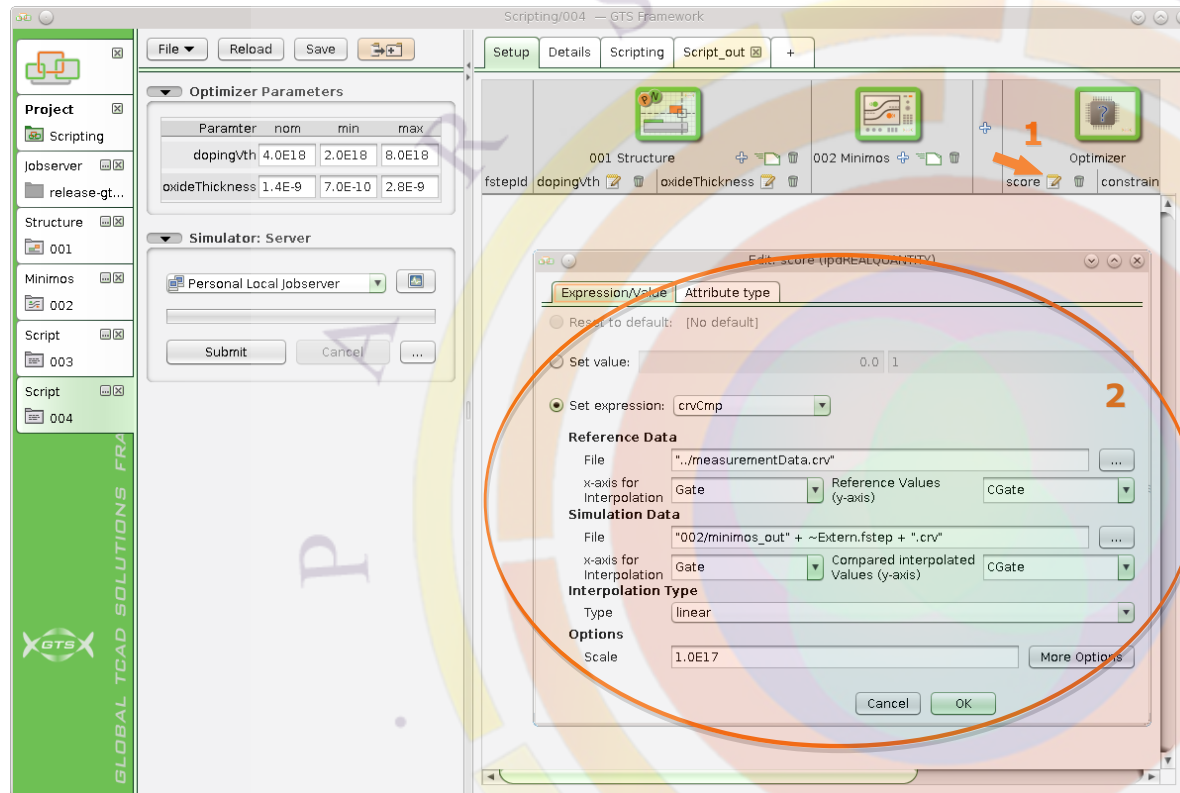 Scripting/004 — GTS Framework
File Reload Save
Setup Details Scripting Script_out +
Project
Scripting
Jobserver
release-gt...
Structure
001
Minimos
002
Script
003
Script
004
GLOBAL TCAD SOLUTIONS FRA
GTS
Optimizer Parameters
Paramter nom min max
dopingVth 4.0E18 2.0E18 8.0E18
oxideThickness 1.4E-9 7.0E-10 2.8E-9
Simulator: Server
Personal Local Jobserver
Submit Cancel ...
P N
?
1
001 Structure 002 Minimos Optimizer
fstepId dopingVth oxideThickness score constrain
Edit: score (ipdREALQUANTITY)
Expression/Value Attribute type
Reset to default: [No default]
Set value: 0.0 1
2
Set expression: crvCmp
Reference Data
File "../measurementData.crv" ...
x-axis for Interpolation Gate Reference Values (y-axis) CGate
Simulation Data
File "002/minimos_out" + ~Extern.fstep + ".crv" ...
x-axis for Interpolation Gate Compared interpolated Values (y-axis) CGate
Interpolation Type
Type linear
Options
Scale 1.0E17 More Options
Cancel OK
P A R S